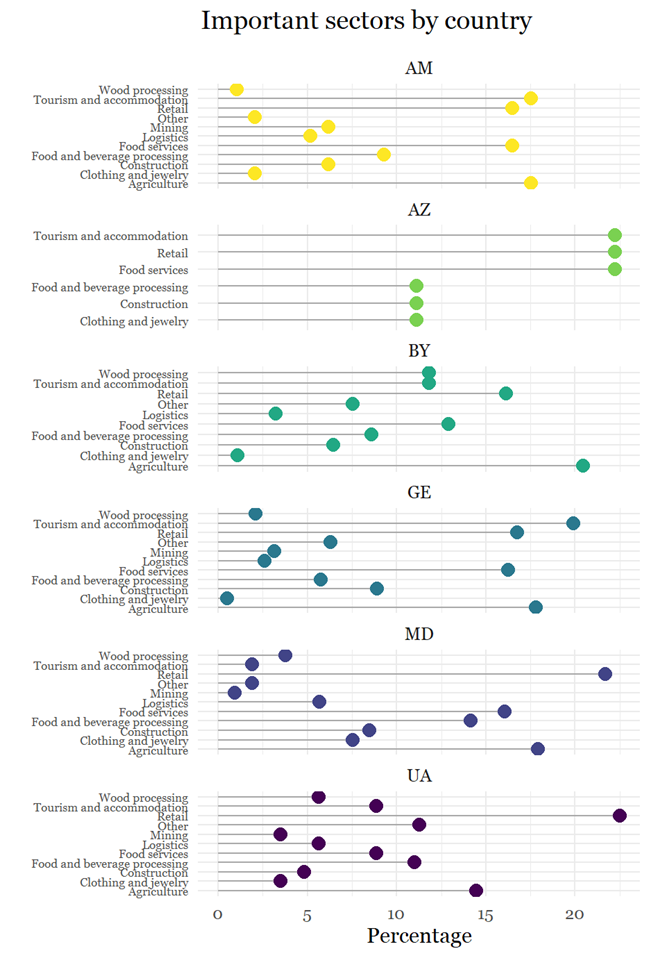 Important sectors by country
AM
Wood processing
Tourism and accommodation
Retail
Other
Mining
Logistics
Food services
Food and beverage processing
Construction
Clothing and jewelry
Agriculture
AZ
Tourism and accommodation
Retail
Food services
Food and beverage processing
Construction
Clothing and jewelry
BY
Wood processing
Tourism and accommodation
Retail
Other
Logistics
Food services
Food and beverage processing
Construction
Clothing and jewelry
Agriculture
GE
Wood processing
Tourism and accommodation
Retail
Other
Mining
Logistics
Food services
Food and beverage processing
Construction
Clothing and jewelry
Agriculture
MD
Wood processing
Tourism and accommodation
Retail
Other
Mining
Logistics
Food services
Food and beverage processing
Construction
Clothing and jewelry
Agriculture
UA
Wood processing
Tourism and accommodation
Retail
Other
Mining
Logistics
Food services
Food and beverage processing
Construction
Clothing and jewelry
Agriculture
0 5 10 15 20
Percentage